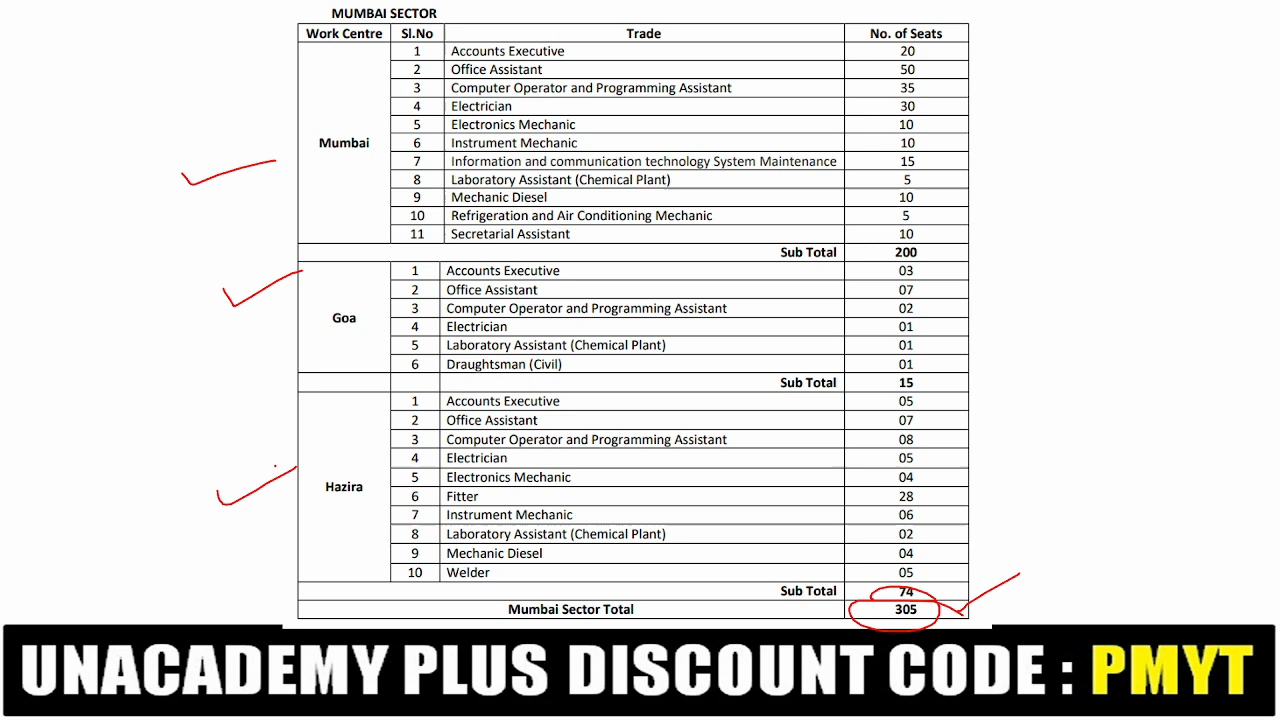 MUMBAI SECTOR
Work Centre Sl.No Trade No. of Seats
Mumbai
1 Accounts Executive 20
2 Office Assistant 50
3 Computer Operator and Programming Assistant 35
4 Electrician 30
5 Electronics Mechanic 10
6 Instrument Mechanic 10
7 Information and communication technology System Maintenance 15
8 Laboratory Assistant (Chemical Plant) 5
9 Mechanic Diesel 10
10 Refrigeration and Air Conditioning Mechanic 5
11 Secretarial Assistant 10
Sub Total 200
Goa
1 Accounts Executive 03
2 Office Assistant 07
3 Computer Operator and Programming Assistant 02
4 Electrician 01
5 Laboratory Assistant (Chemical Plant) 01
6 Draughtsman (Civil) 01
Sub Total 15
Hazira
1 Accounts Executive 05
2 Office Assistant 07
3 Computer Operator and Programming Assistant 08
4 Electrician 05
5 Electronics Mechanic 04
6 Fitter 28
7 Instrument Mechanic 06
8 Laboratory Assistant (Chemical Plant) 02
9 Mechanic Diesel 04
10 Welder 05
Sub Total 74
Mumbai Sector Total 305
UNACADEMY PLUS DISCOUNT CODE : PMYT